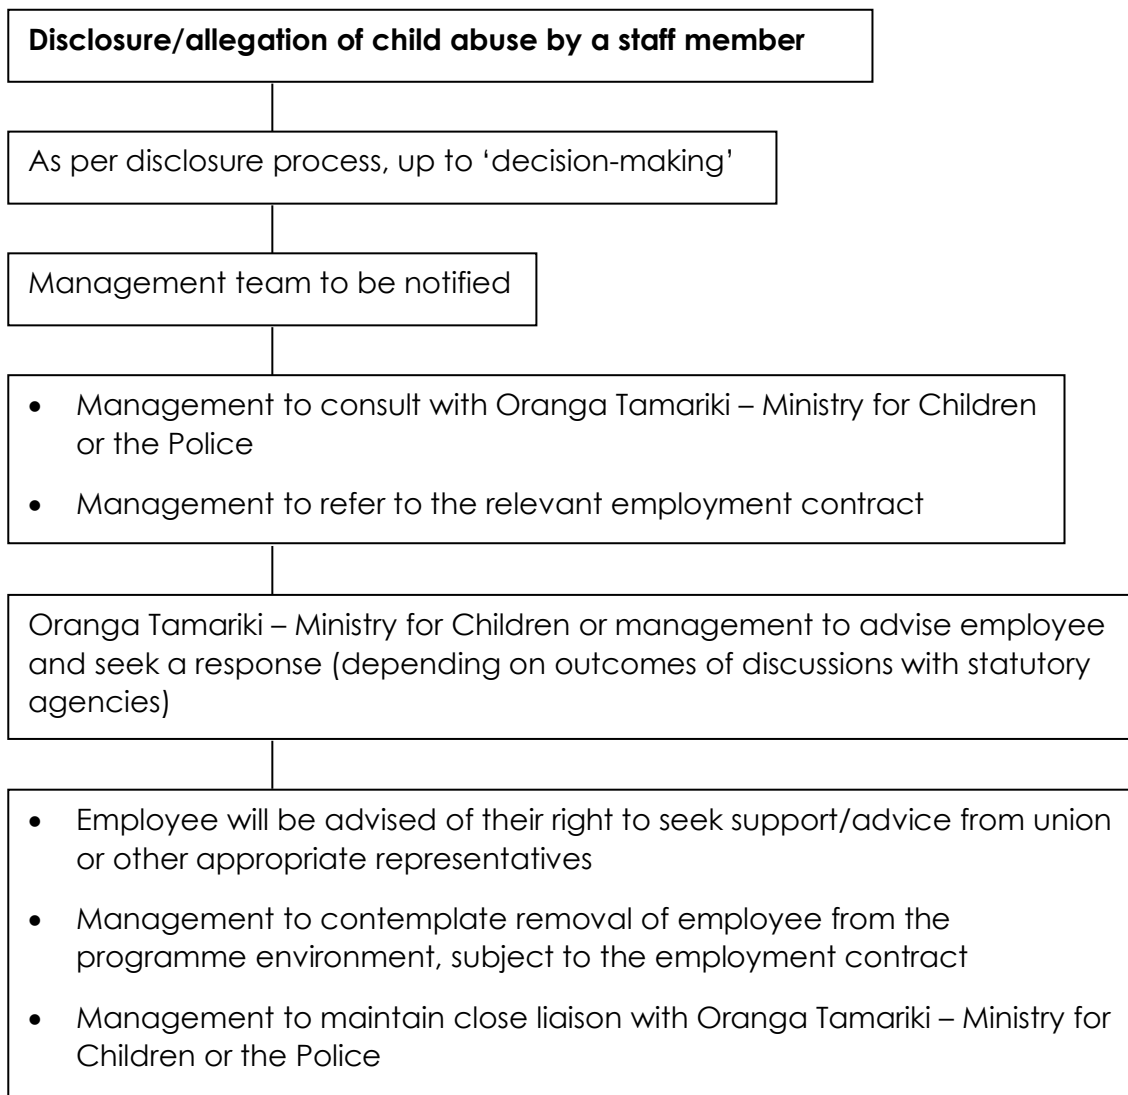 Disclosure/allegation of child abuse by a staff member
As per disclosure process, up to ‘decision-making’
Management team to be notified
• Management to consult with Oranga Tamariki – Ministry for Children
or the Police
• Management to refer to the relevant employment contract
Oranga Tamariki – Ministry for Children or management to advise employee
and seek a response (depending on outcomes of discussions with statutory
agencies)
• Employee will be advised of their right to seek support/advice from union
or other appropriate representatives
• Management to contemplate removal of employee from the
programme environment, subject to the employment contract
• Management to maintain close liaison with Oranga Tamariki – Ministry for
Children or the Police